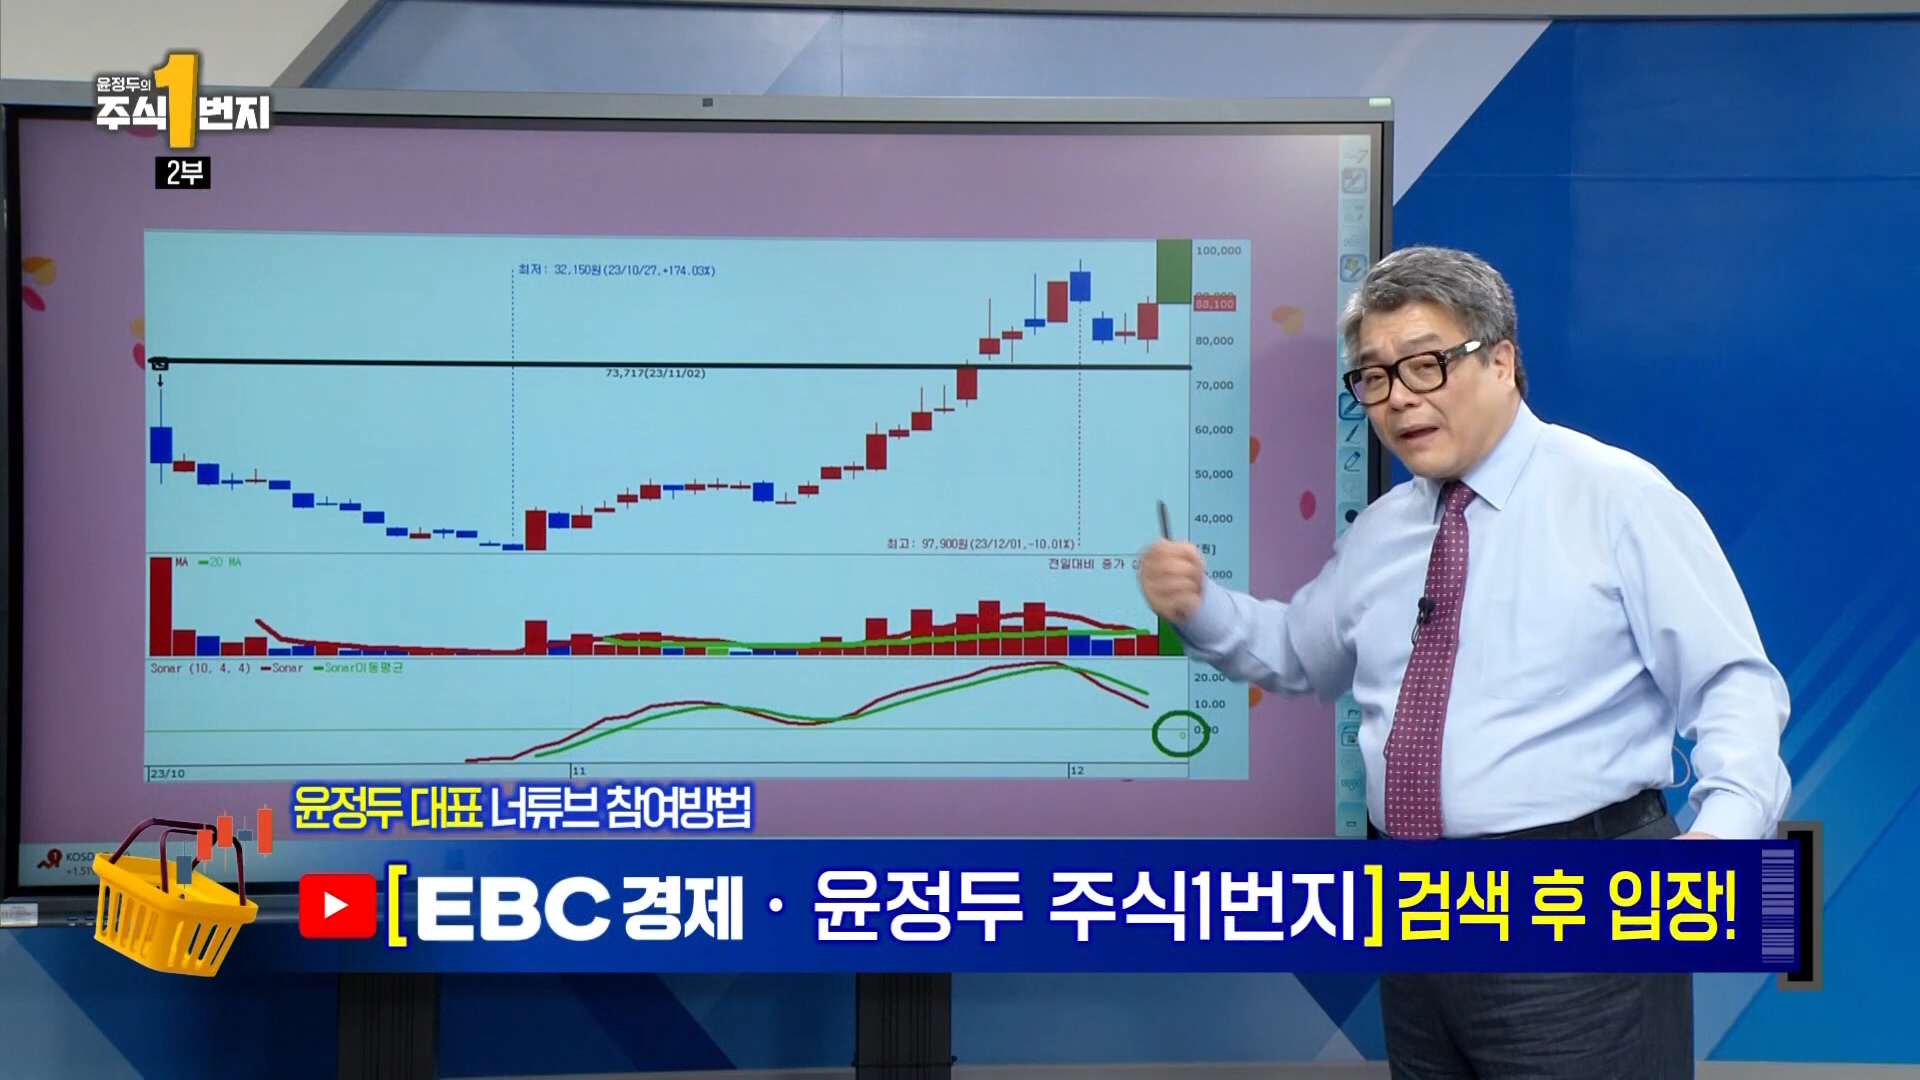 윤정두의
주식1번지
2부
최저: 32,150원(23/10/27,+174.03%)
100,000
88,100
80,000
73,717(23/11/02)
70,000
60,000
50,000
40,000
최고: 97,900원(23/12/01,-10.01%)
MA 20 MA
전일대비 증가
Sonar (10, 4, 4) Sonar Sonar이동평균
20.00
10.00
0
23/10 11 12
윤정두 대표 너튜브 참여방법
[EBC경제 · 윤정두 주식1번지]검색 후 입장!